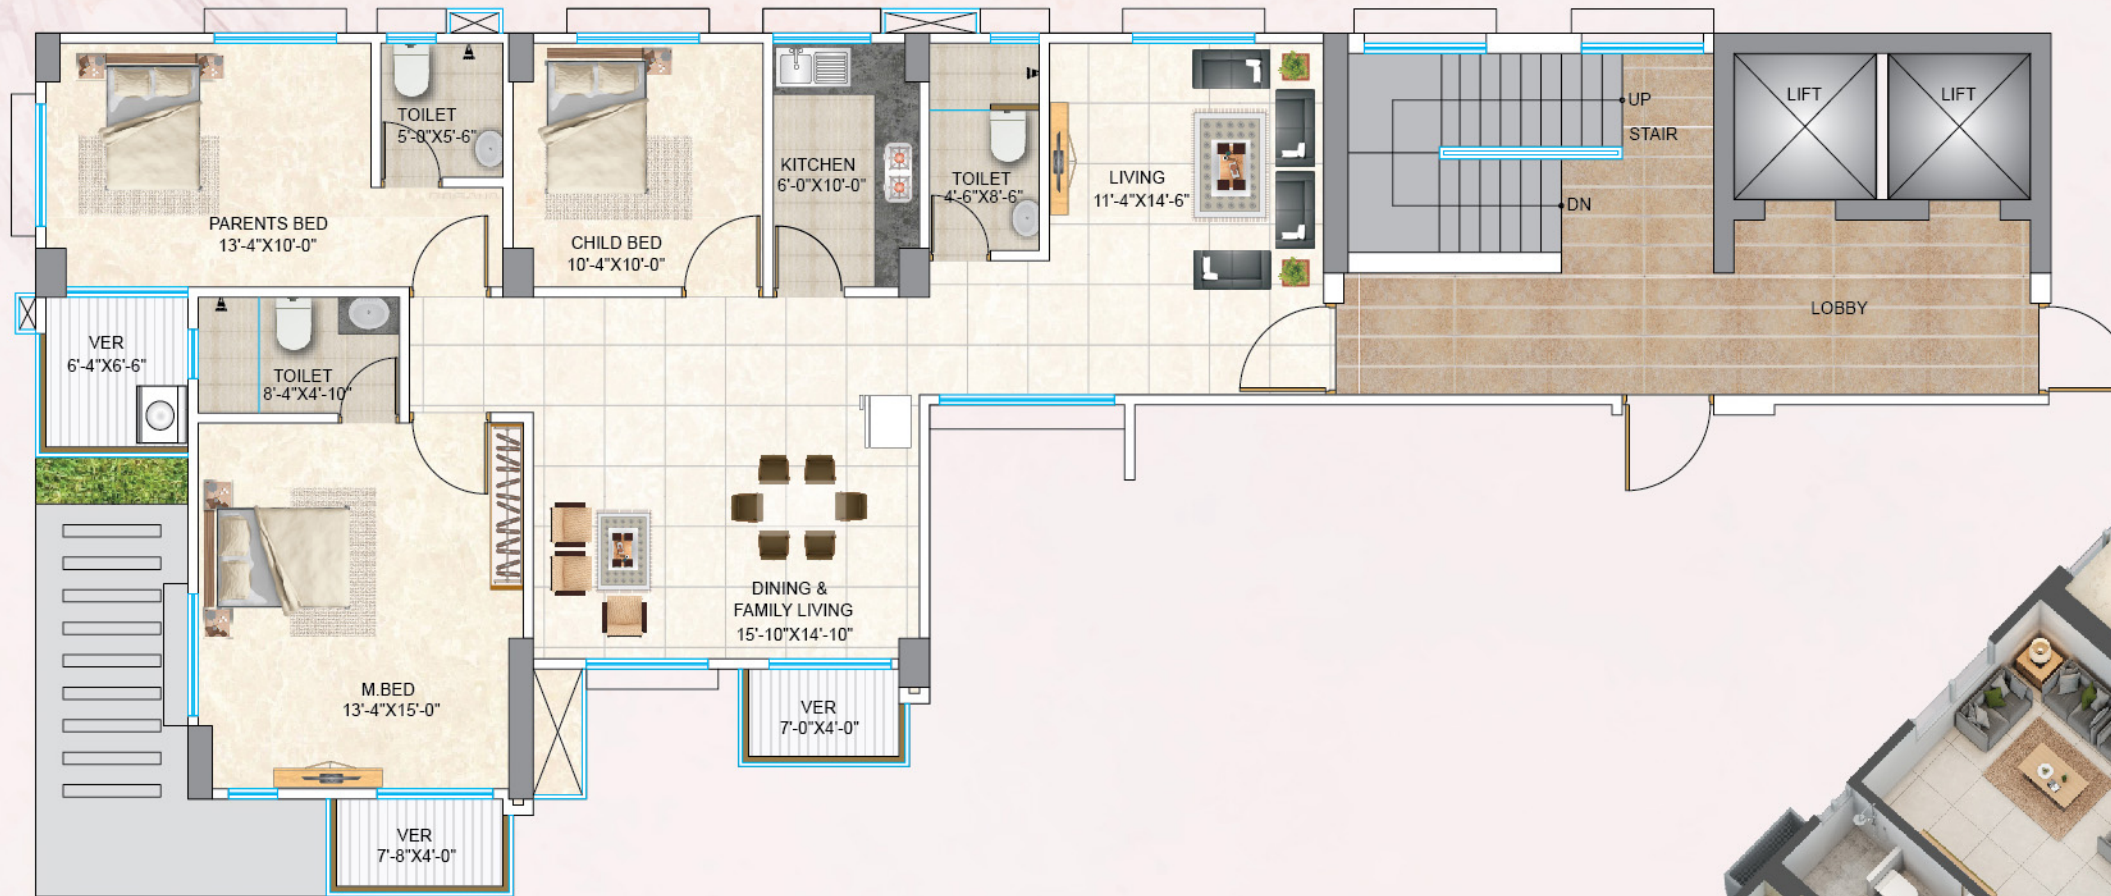 TOILET
5'-0"X5'-6"
PARENTS BED
13'-4"X10'-0"
CHILD BED
10'-4"X10'-0"
KITCHEN
6'-0"X10'-0"
TOILET
4'-6"X8'-6"
LIVING
11'-4"X14'-6"
UP
STAIR
DN
LIFT
LIFT
LOBBY
VER
6'-4"X6'-6"
TOILET
8'-4"X4'-10"
M.BED
13'-4"X15'-0"
DINING &
FAMILY LIVING
15'-10"X14'-10"
VER
7'-0"X4'-0"
VER
7'-8"X4'-0"